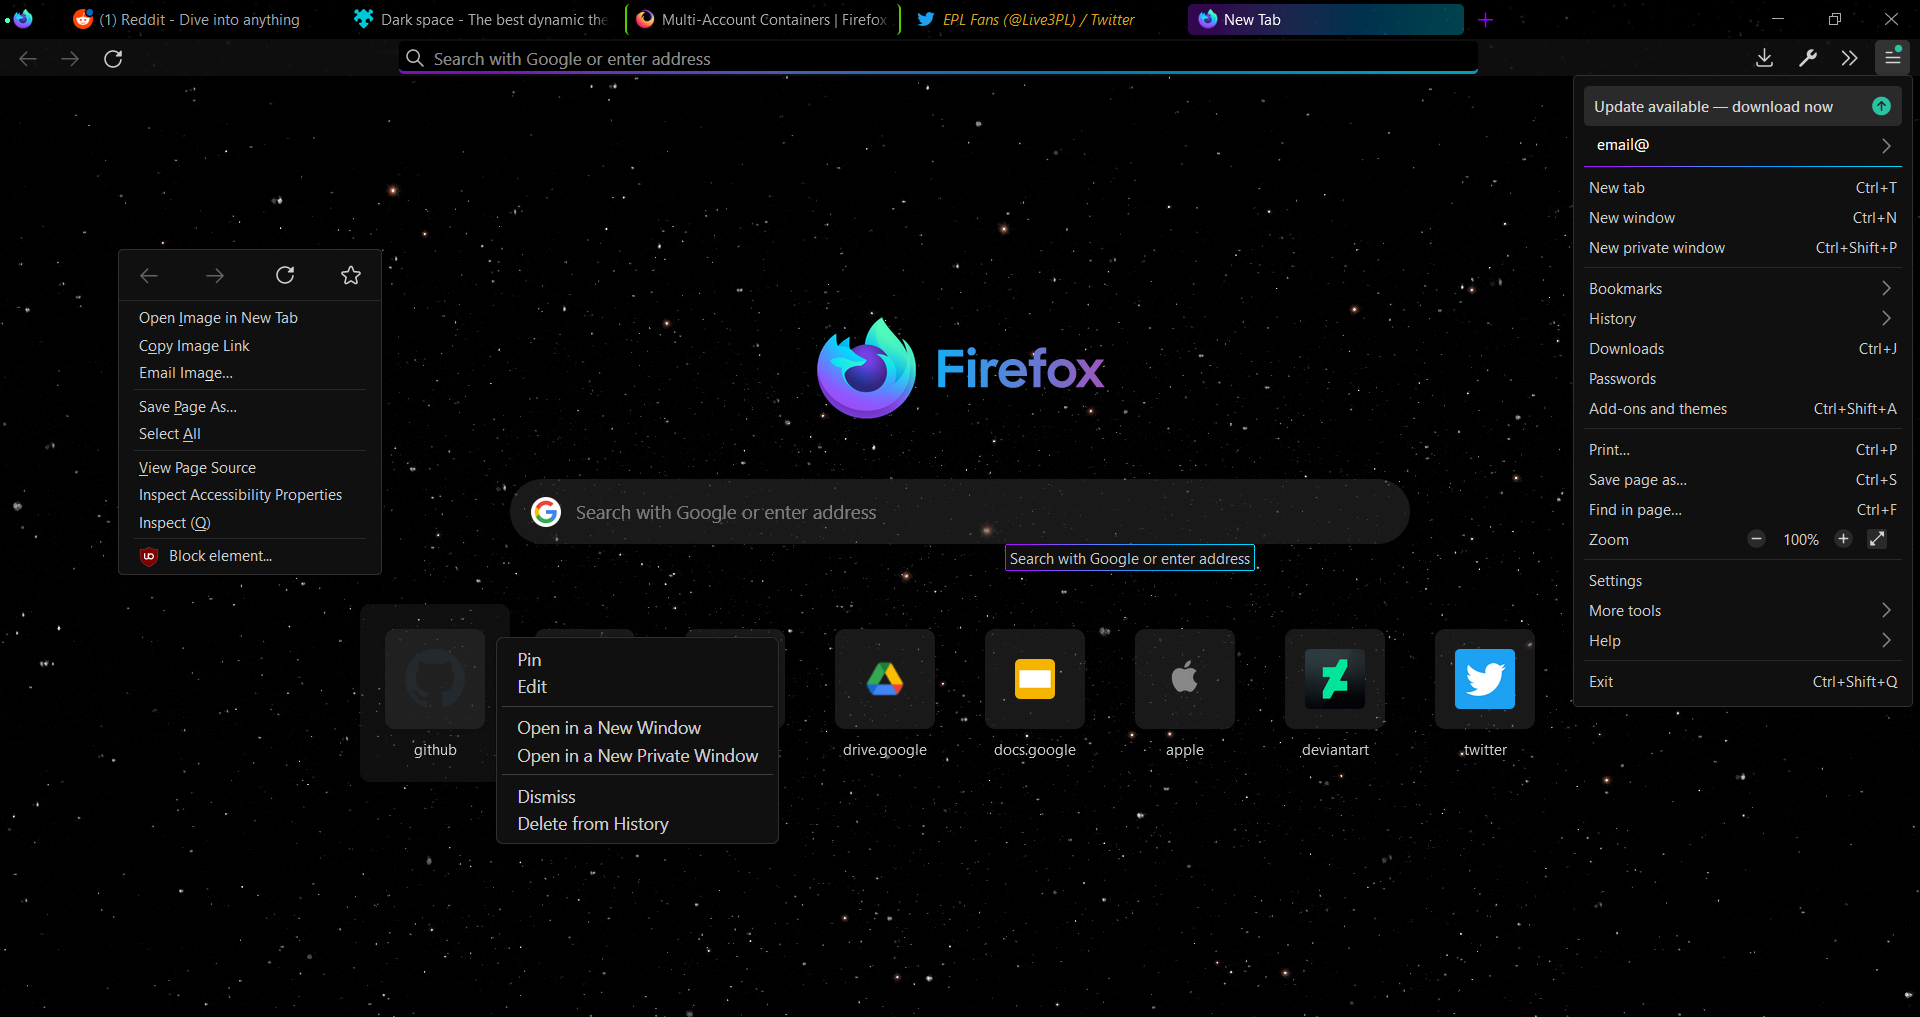 (1) Reddit - Dive into anything
Dark space - The best dynamic the
Multi-Account Containers | Firefox
EPL Fans (@Live3PL) / Twitter
New Tab
Search with Google or enter address
Update available — download now
email@
New tab Ctrl+T
New window Ctrl+N
New private window Ctrl+Shift+P
Bookmarks
History
Downloads Ctrl+J
Passwords
Add-ons and themes Ctrl+Shift+A
Print... Ctrl+P
Save page as... Ctrl+S
Find in page... Ctrl+F
Zoom 100%
Settings
More tools
Help
Exit Ctrl+Shift+Q
Open Image in New Tab
Copy Image Link
Email Image...
Save Page As...
Select All
View Page Source
Inspect Accessibility Properties
Inspect (Q)
Block element...
Firefox
Search with Google or enter address
Search with Google or enter address
github
Pin
Edit
Open in a New Window
Open in a New Private Window
Dismiss
Delete from History
drive.google
docs.google
apple
deviantart
twitter